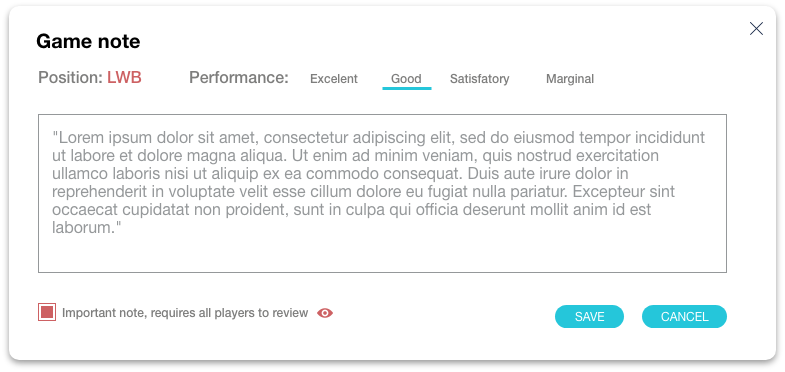 Game note
Position: LWB Performance: Excelent Good Satisfatory Marginal
"Lorem ipsum dolor sit amet, consectetur adipiscing elit, sed do eiusmod tempor incididunt
ut labore et dolore magna aliqua. Ut enim ad minim veniam, quis nostrud exercitation
ullamco laboris nisi ut aliquip ex ea commodo consequat. Duis aute irure dolor in
reprehenderit in voluptate velit esse cillum dolore eu fugiat nulla pariatur. Excepteur sint
occaecat cupidatat non proident, sunt in culpa qui officia deserunt mollit anim id est
laborum."
Important note, requires all players to review
SAVE CANCEL